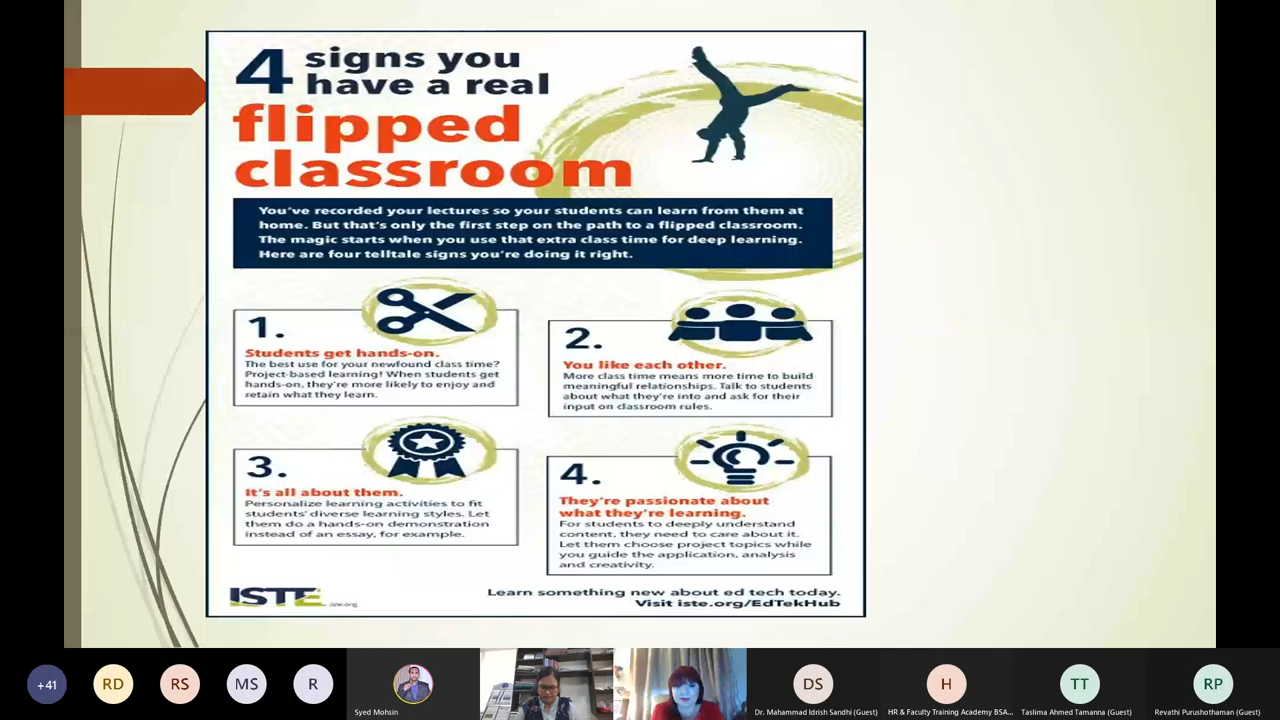 4 signs you
have a real
flipped
classroom
You've recorded your lectures so your students can learn from them at
home. But that's only the first step on the path to a flipped classroom.
The magic starts when you use that extra class time for deep learning.
Here are four telltale signs you're doing it right.
1.
Students get hands-on.
The best use for your newfound class time?
Project-based learning! When students get
hands-on, they're more likely to enjoy and
retain what they learn.
2.
You like each other.
More class time means more time to build
meaningful relationships. Talk to students
about what they're into and ask for their
input on classroom rules.
3.
It's all about them.
Personalize learning activities to fit
students' diverse learning styles. Let
them do a hands-on demonstration
instead of an essay, for example.
4.
They're passionate about
what they're learning.
For students to deeply understand
content, they need to care about it.
Let them choose project topics while
you guide the application, analysis
and creativity.
ISTE iste.org
Learn something new about ed tech today.
Visit iste.org/EdTekHub
+41
RD
RS
MS
R
Syed Mohsin
DS
Dr. Mahammad Idrish Sandhi (Guest)
H
HR & Faculty Training Academy BSA...
TT
Taslima Ahmed Tamanna (Guest)
RP
Revathi Purushothaman (Guest)